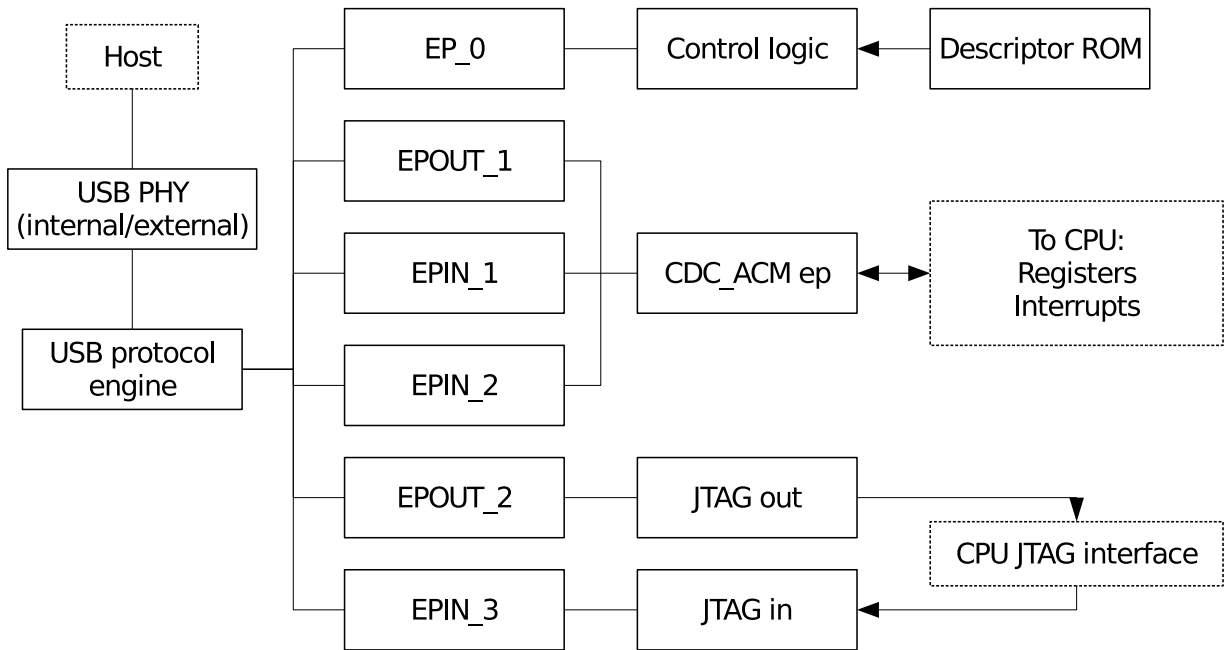 Host
EP_0
Control logic
Descriptor ROM
EPOUT_1
USB PHY
(internal/external)
EPIN_1
CDC_ACM ep
To CPU:
Registers
Interrupts
USB protocol
engine
EPIN_2
EPOUT_2
JTAG out
CPU JTAG interface
EPIN_3
JTAG in